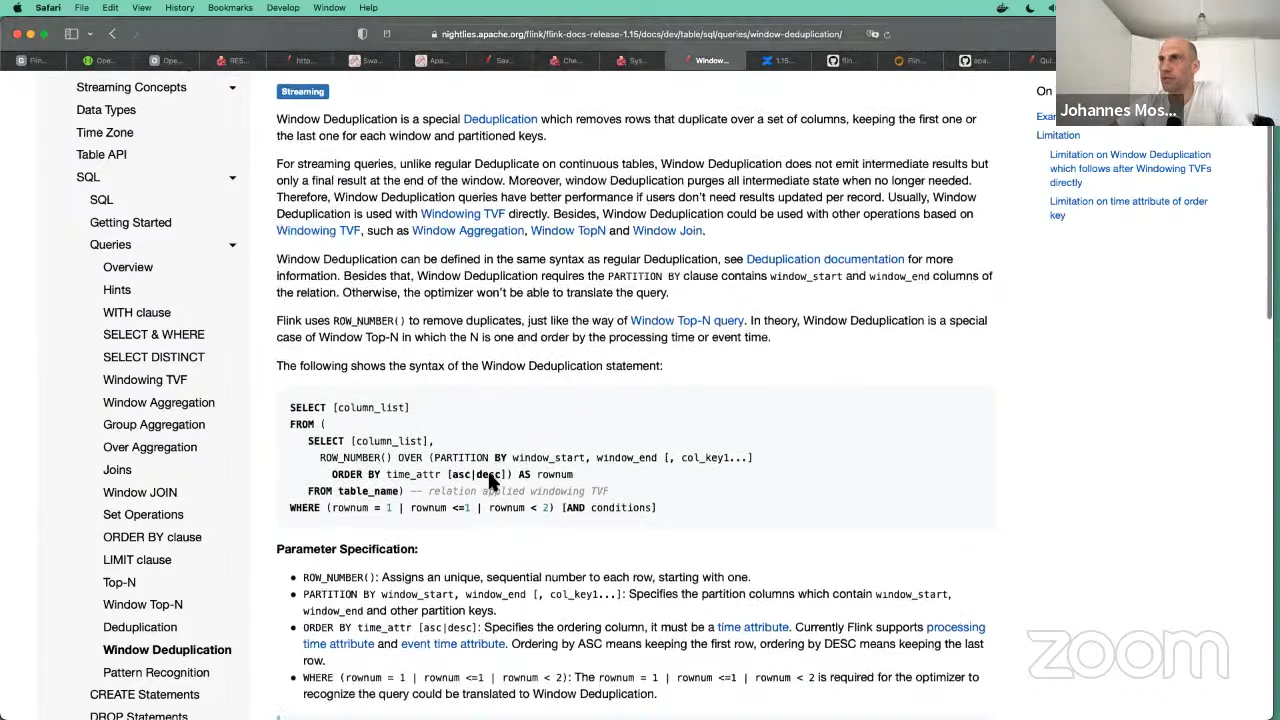 Safari File Edit View History Bookmarks Develop Window Help
nightlies.apache.org/flink/flink-docs-release-1.15/docs/dev/table/sql/queries/window-deduplication/
Flin... Ope... Ope... RES... http... Swa... Apa... Sav... Che... Sys... Window... 1.15... flin... Flin... apa... Qui
Johannes Mos...
Streaming Concepts
Data Types
Time Zone
Table API
SQL
SQL
Getting Started
Queries
Overview
Hints
WITH clause
SELECT & WHERE
SELECT DISTINCT
Windowing TVF
Window Aggregation
Group Aggregation
Over Aggregation
Joins
Window JOIN
Set Operations
ORDER BY clause
LIMIT clause
Top-N
Window Top-N
Deduplication
Window Deduplication
Pattern Recognition
CREATE Statements
DROP Statements
Streaming
Window Deduplication is a special Deduplication which removes rows that duplicate over a set of columns, keeping the first one or
the last one for each window and partitioned keys.
For streaming queries, unlike regular Deduplicate on continuous tables, Window Deduplication does not emit intermediate results but
only a final result at the end of the window. Moreover, window Deduplication purges all intermediate state when no longer needed.
Therefore, Window Deduplication queries have better performance if users don't need results updated per record. Usually, Window
Deduplication is used with Windowing TVF directly. Besides, Window Deduplication could be used with other operations based on
Windowing TVF, such as Window Aggregation, Window TopN and Window Join.
Window Deduplication can be defined in the same syntax as regular Deduplication, see Deduplication documentation for more
information. Besides that, Window Deduplication requires the PARTITION BY clause contains window_start and window_end columns of
the relation. Otherwise, the optimizer won't be able to translate the query.
Flink uses ROW_NUMBER() to remove duplicates, just like the way of Window Top-N query. In theory, Window Deduplication is a special
case of Window Top-N in which the N is one and order by the processing time or event time.
The following shows the syntax of the Window Deduplication statement:
SELECT [column_list]
FROM (
SELECT [column_list],
ROW_NUMBER() OVER (PARTITION BY window_start, window_end [, col_key1...]
ORDER BY time_attr [asc|desc]) AS rownum
FROM table_name) -- relation applied windowing TVF
WHERE (rownum = 1 | rownum <=1 | rownum < 2) [AND conditions]
Parameter Specification:
ROW_NUMBER(): Assigns an unique, sequential number to each row, starting with one.
PARTITION BY window_start, window_end [, col_key1...]: Specifies the partition columns which contain window_start,
window_end and other partition keys.
ORDER BY time_attr [asc|desc]: Specifies the ordering column, it must be a time attribute. Currently Flink supports processing
time attribute and event time attribute. Ordering by ASC means keeping the first row, ordering by DESC means keeping the last
row.
WHERE (rownum = 1 | rownum <=1 | rownum < 2): The rownum = 1 | rownum <=1 | rownum < 2 is required for the optimizer to
recognize the query could be translated to Window Deduplication.
On
Limitation
Limitation on Window Deduplication
which follows after Windowing TVFs
directly
Limitation on time attribute of order
key
zoom